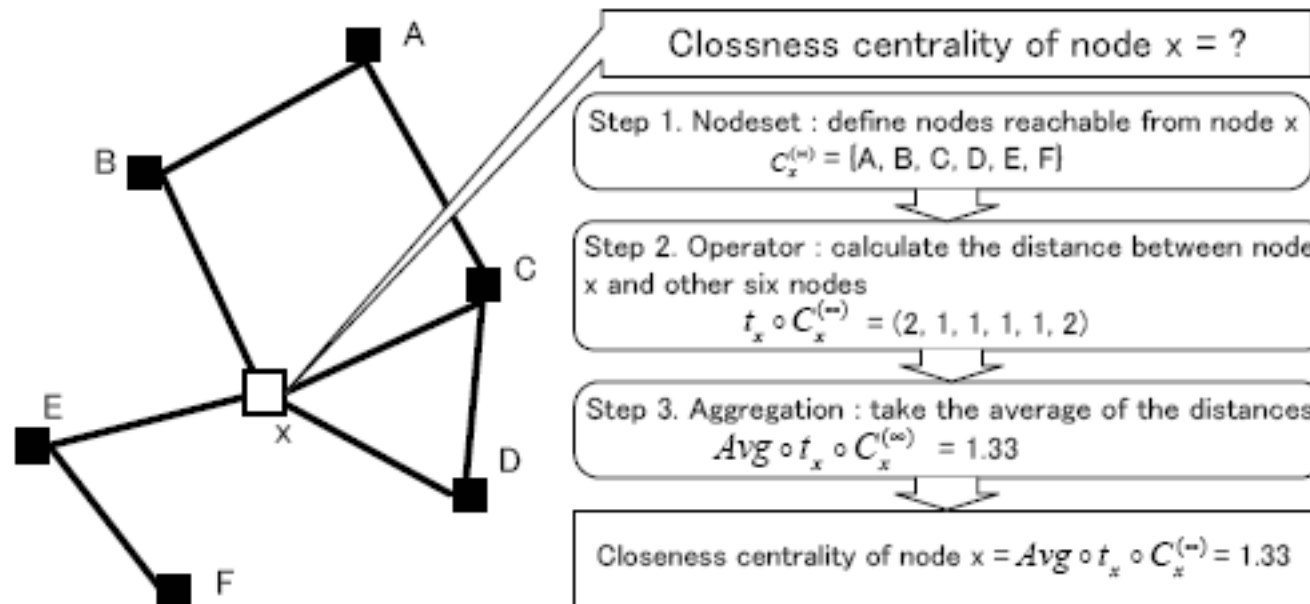 A
B
C
x
E
D
F
Clossness centrality of node x = ?
Step 1. Nodeset : define nodes reachable from node x
C_x^(∞) = {A, B, C, D, E, F}
Step 2. Operator : calculate the distance between node
x and other six nodes
t_x ∘ C_x^(∞) = (2, 1, 1, 1, 1, 2)
Step 3. Aggregation : take the average of the distances
Avg ∘ t_x ∘ C_x^(∞) = 1.33
Closeness centrality of node x = Avg ∘ t_x ∘ C_x^(∞) = 1.33